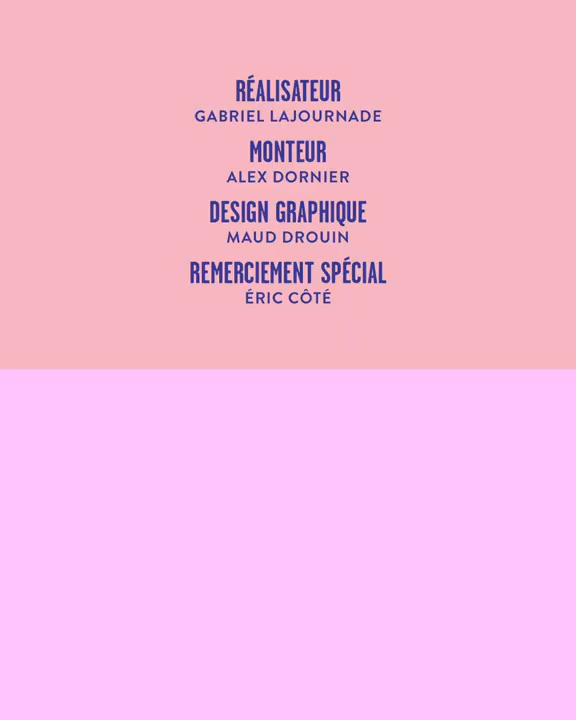 RÉALISATEUR
GABRIEL LAJOURNADE
MONTEUR
ALEX DORNIER
DESIGN GRAPHIQUE
MAUD DROUIN
REMERCIEMENT SPÉCIAL
ÉRIC CÔTÉ